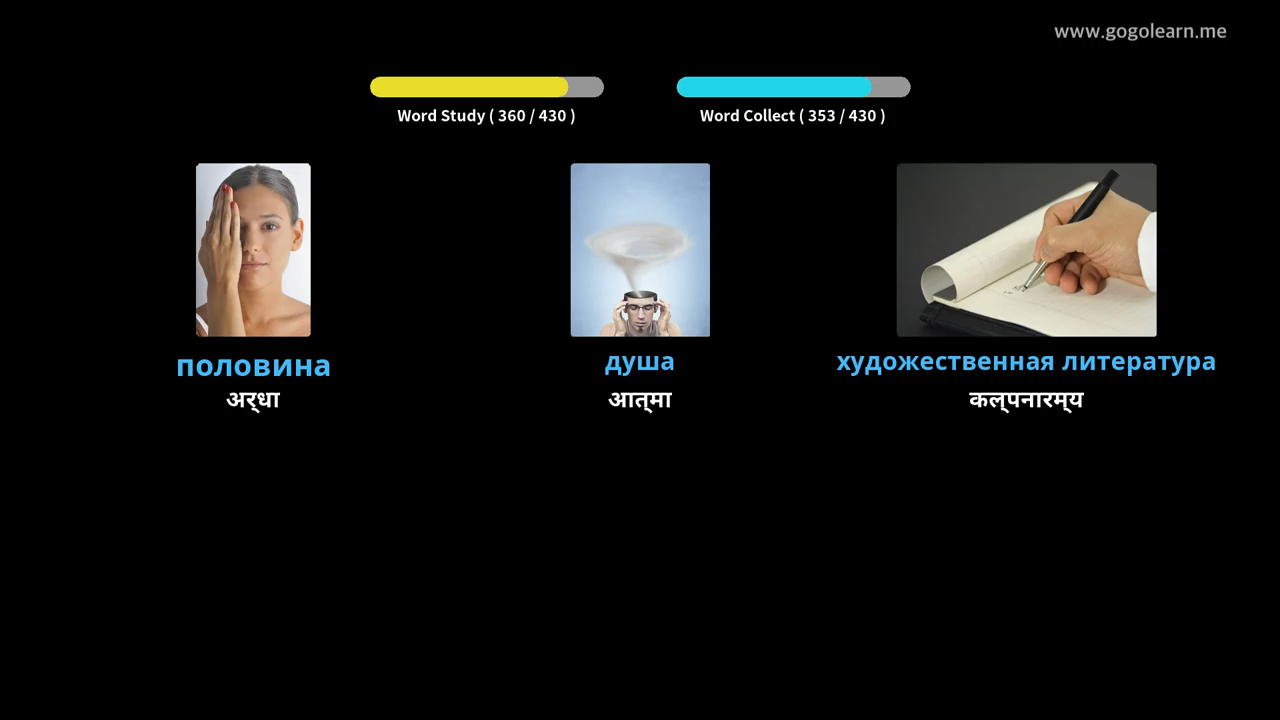 www.gogolearn.me
Word Study ( 360 / 430 )
Word Collect ( 353 / 430 )
половина
душа
художественная литература
अर्धा
आत्मा
कल्पनारम्य